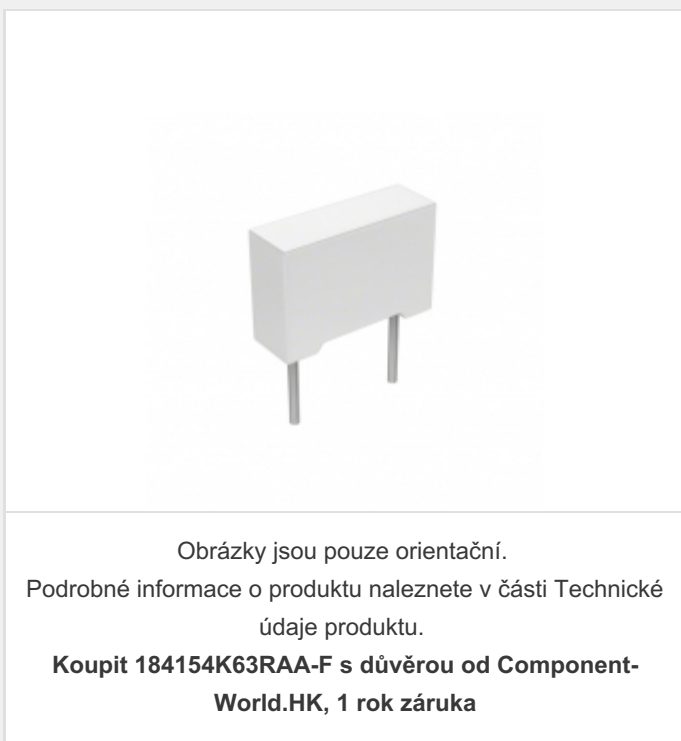 Obrázky jsou pouze orientační.
Podrobné informace o produktu naleznete v části Technické
údaje produktu.
Koupit 184154K63RAA-F s důvěrou od Component-
World.HK, 1 rok záruka